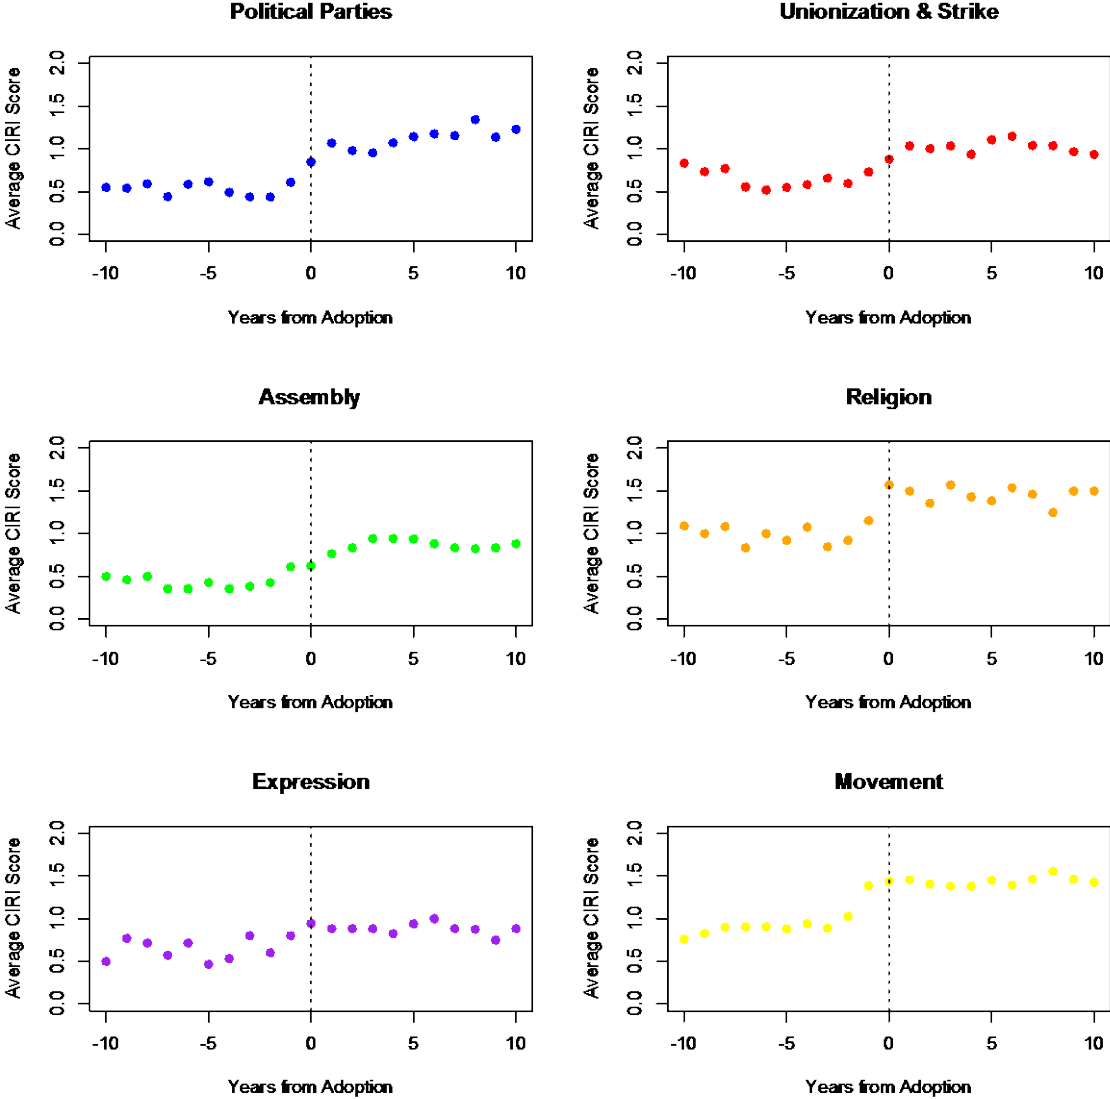 Political Parties
Average CIRI Score
2.0
1.5
1.0
0.5
0.0
-10 -5 0 5 10
Years from Adoption
Unionization & Strike
Average CIRI Score
2.0
1.5
1.0
0.5
0.0
-10 -5 0 5 10
Years from Adoption
Assembly
Average CIRI Score
2.0
1.5
1.0
0.5
0.0
-10 -5 0 5 10
Years from Adoption
Religion
Average CIRI Score
2.0
1.5
1.0
0.5
0.0
-10 -5 0 5 10
Years from Adoption
Expression
Average CIRI Score
2.0
1.5
1.0
0.5
0.0
-10 -5 0 5 10
Years from Adoption
Movement
Average CIRI Score
2.0
1.5
1.0
0.5
0.0
-10 -5 0 5 10
Years from Adoption